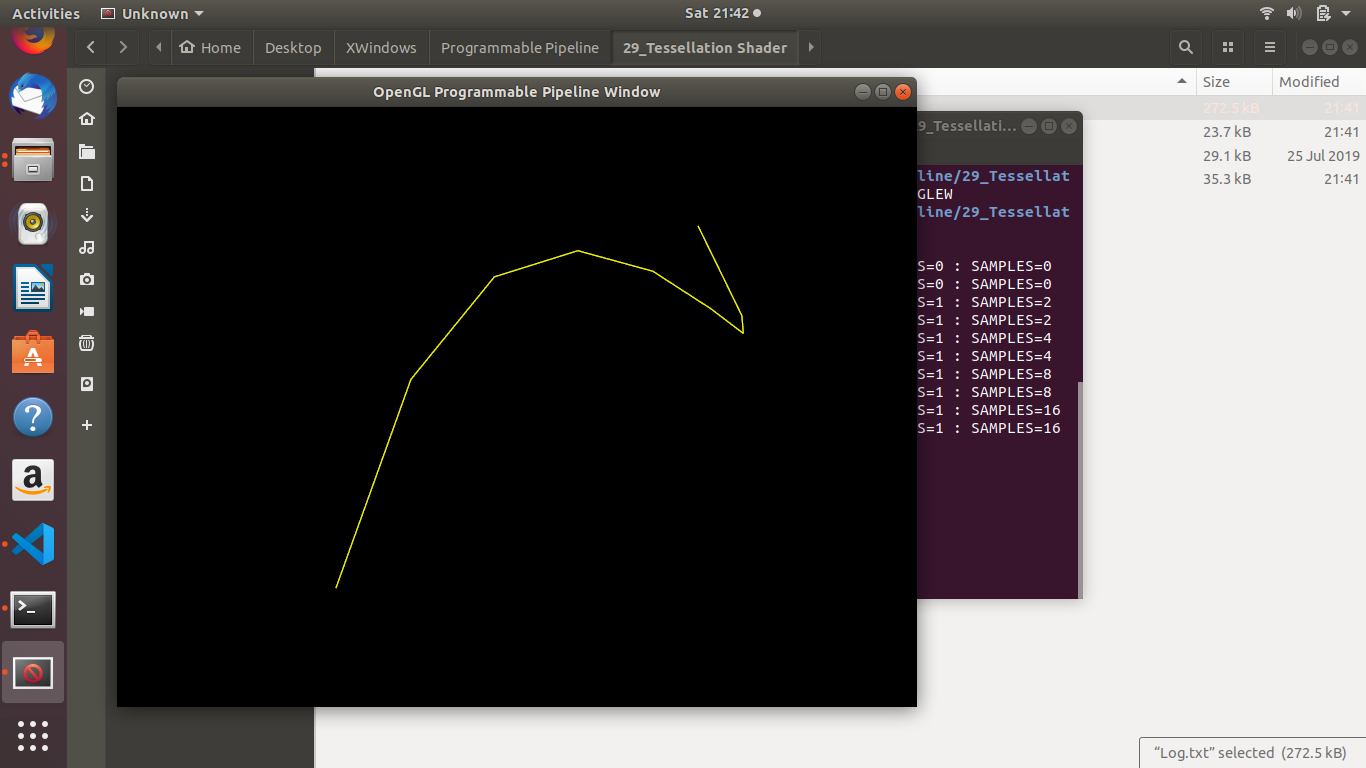 Activities Unknown Sat 21:42
Home Desktop XWindows Programmable Pipeline 29_Tessellation Shader
Size Modified
OpenGL Programmable Pipeline Window
272.5 kB 21:41
9_Tessellati...
23.7 kB 21:41
29.1 kB 25 Jul 2019
35.3 kB 21:41
line/29_Tessellat
GLEW
line/29_Tessellat
S=0 : SAMPLES=0
S=0 : SAMPLES=0
S=1 : SAMPLES=2
S=1 : SAMPLES=2
S=1 : SAMPLES=4
S=1 : SAMPLES=4
S=1 : SAMPLES=8
S=1 : SAMPLES=8
S=1 : SAMPLES=16
S=1 : SAMPLES=16
“Log.txt” selected (272.5 kB)